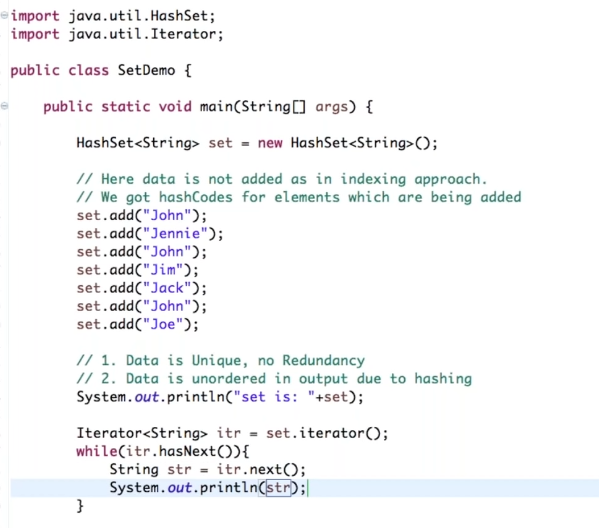 import java.util.HashSet;
import java.util.Iterator;
public class SetDemo {
public static void main(String[] args) {
HashSet<String> set = new HashSet<String>();
// Here data is not added as in indexing approach.
// We got hashCodes for elements which are being added
set.add("John");
set.add("Jennie");
set.add("John");
set.add("Jim");
set.add("Jack");
set.add("John");
set.add("Joe");
// 1. Data is Unique, no Redundancy
// 2. Data is unordered in output due to hashing
System.out.println("set is: "+set);
Iterator<String> itr = set.iterator();
while(itr.hasNext()){
String str = itr.next();
System.out.println(str);
}